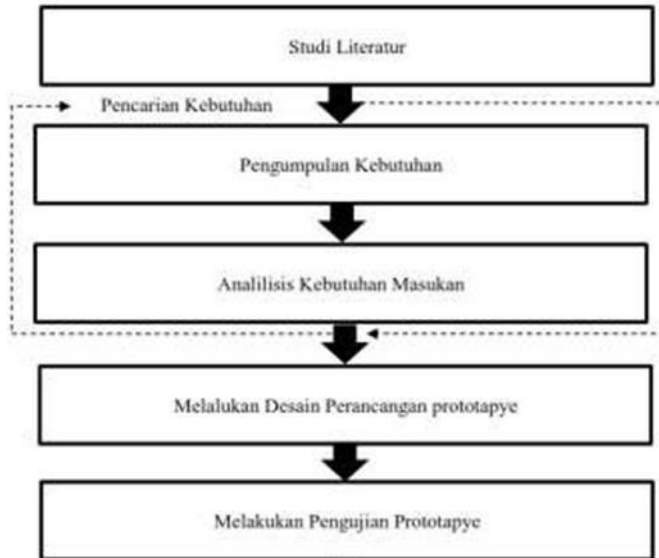 Studi Literatur
Pencarian Kebutuhan
Pengumpulan Kebutuhan
Analilisis Kebutuhan Masukan
Melalukan Desain Perancangan prototapye
Melakukan Pengujian Prototapye